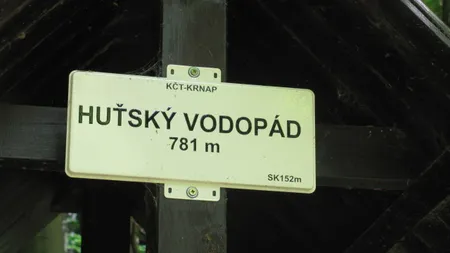 KČT-KRNAP
HUŤSKÝ VODOPÁD
781 m
SK152m